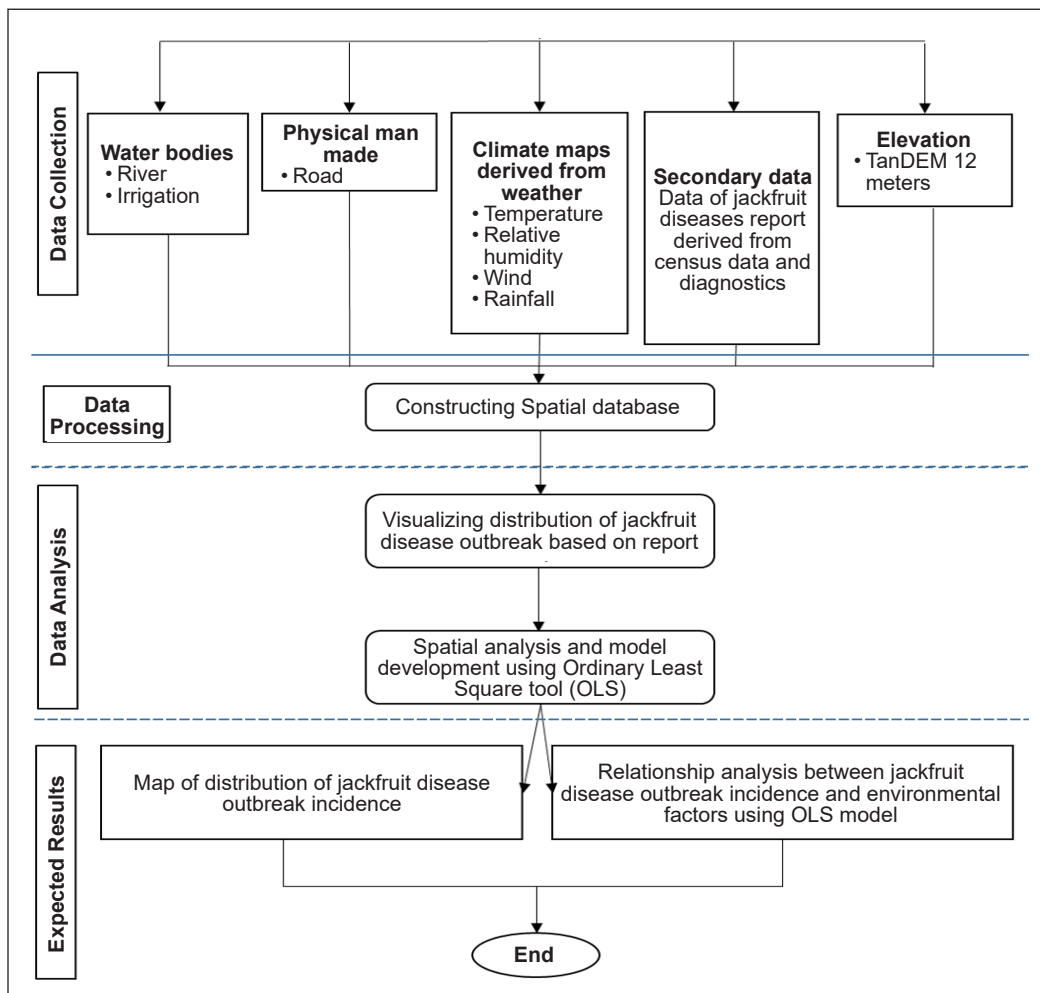 Data Collection
Water bodies
• River
• Irrigation
Physical man
made
• Road
Climate maps
derived from
weather
• Temperature
• Relative
humidity
• Wind
• Rainfall
Secondary data
Data of jackfruit
diseases report
derived from
census data and
diagnostics
Elevation
• TanDEM 12
meters
Data
Processing
Constructing Spatial database
Data Analysis
Visualizing distribution of jackfruit
disease outbreak based on report
Spatial analysis and model
development using Ordinary Least
Square tool (OLS)
Expected Results
Map of distribution of jackfruit disease
outbreak incidence
Relationship analysis between jackfruit
disease outbreak incidence and environmental
factors using OLS model
End